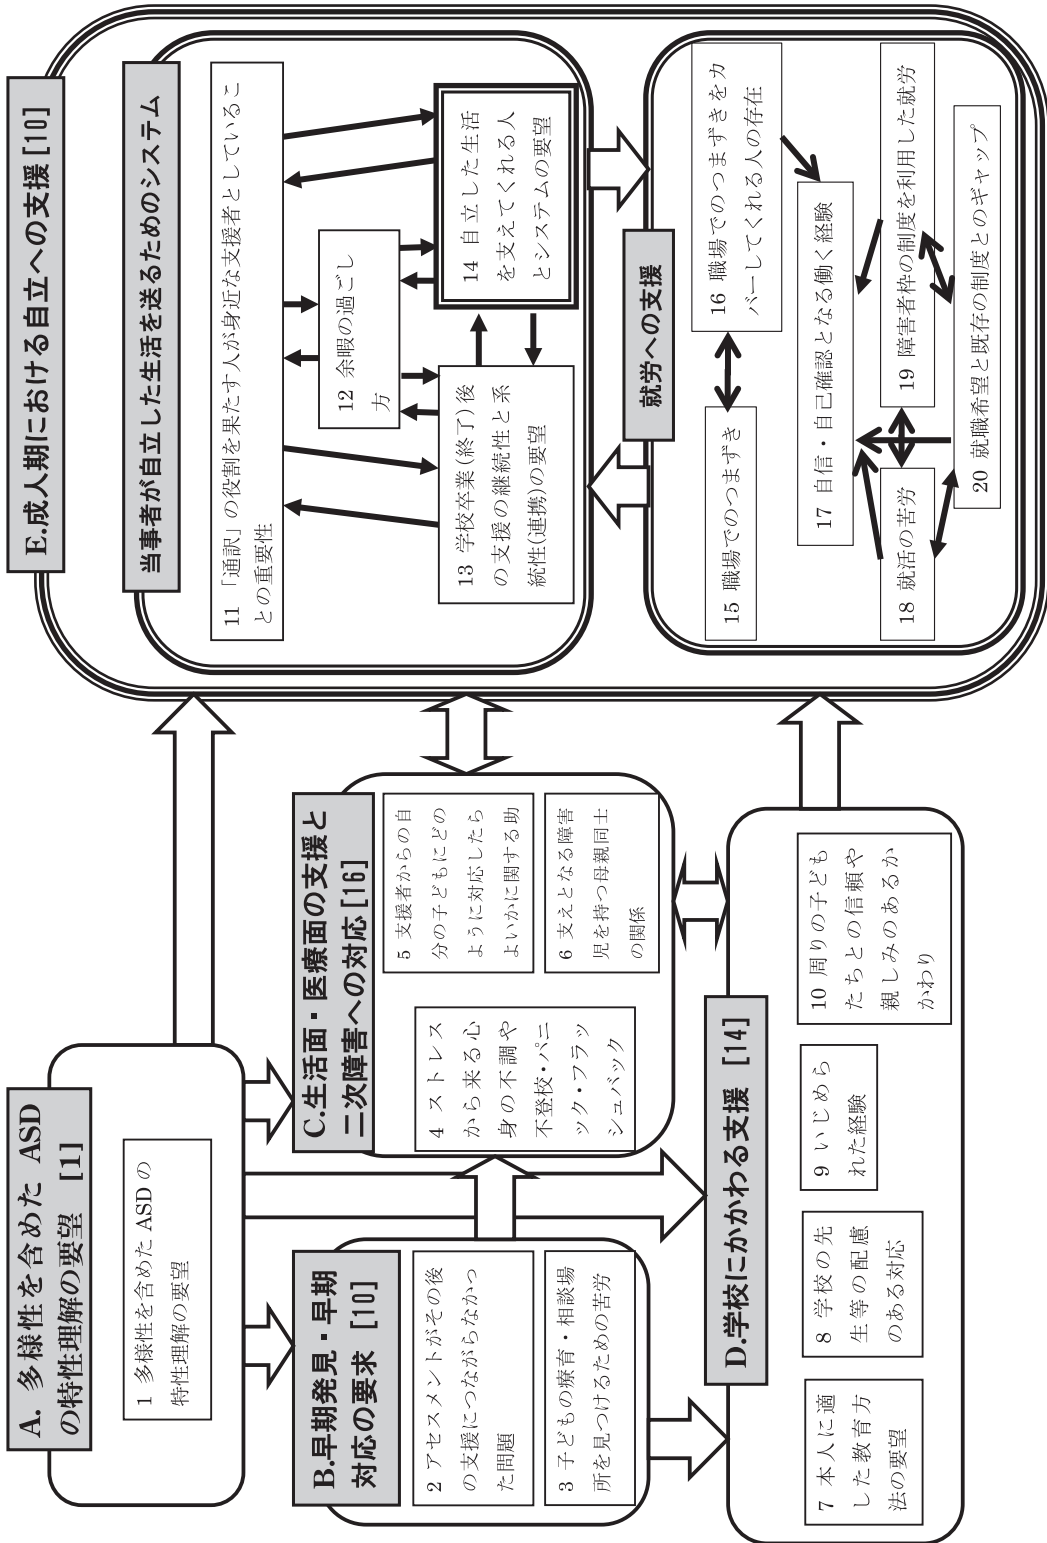 A. 多様性を含めた ASD
の特性理解の要望 [1]
1 多様性を含めた ASD の
特性理解の要望
B.早期発見・早期
対応の要求 [10]
2 アセスメントがその後
の支援につながらなかっ
た問題
3 子どもの療育・相談場
所を見つけるための苦労
C.生活面・医療面の支援と
二次障害への対応 [16]
4 ストレス
から来る心
身の不調や
不登校・パニ
ック・フラッ
シュバック
5 支援者からの自
分の子どもにどの
ように対応したら
よいかに関する助
6 支えとなる障害
児を持つ母親同士
の関係
D.学校にかかわる支援 [14]
7 本人に適
した教育方
法の要望
8 学校の先
生等の配慮
のある対応
9 いじめら
れた経験
10 周りの子ども
たちとの信頼や
親しみのあるか
かわり
E.成人期における自立への支援 [10]
当事者が自立した生活を送るためのシステム
11 「通訳」の役割を果たす人が身近な支援者としているこ
との重要性
12 余暇の過ごし
方
13 学校卒業(終了)後
の支援の継続性と系
統性(連携)の要望
14 自立した生活
を支えてくれる人
とシステムの要望
就労への支援
15 職場でのつまずき
16 職場でのつまずきをカ
バーしてくれる人の存在
17 自信・自己確認となる働く経験
18 就活の苦労
19 障害者枠の制度を利用した就労
20 就職希望と既存の制度とのギャップ